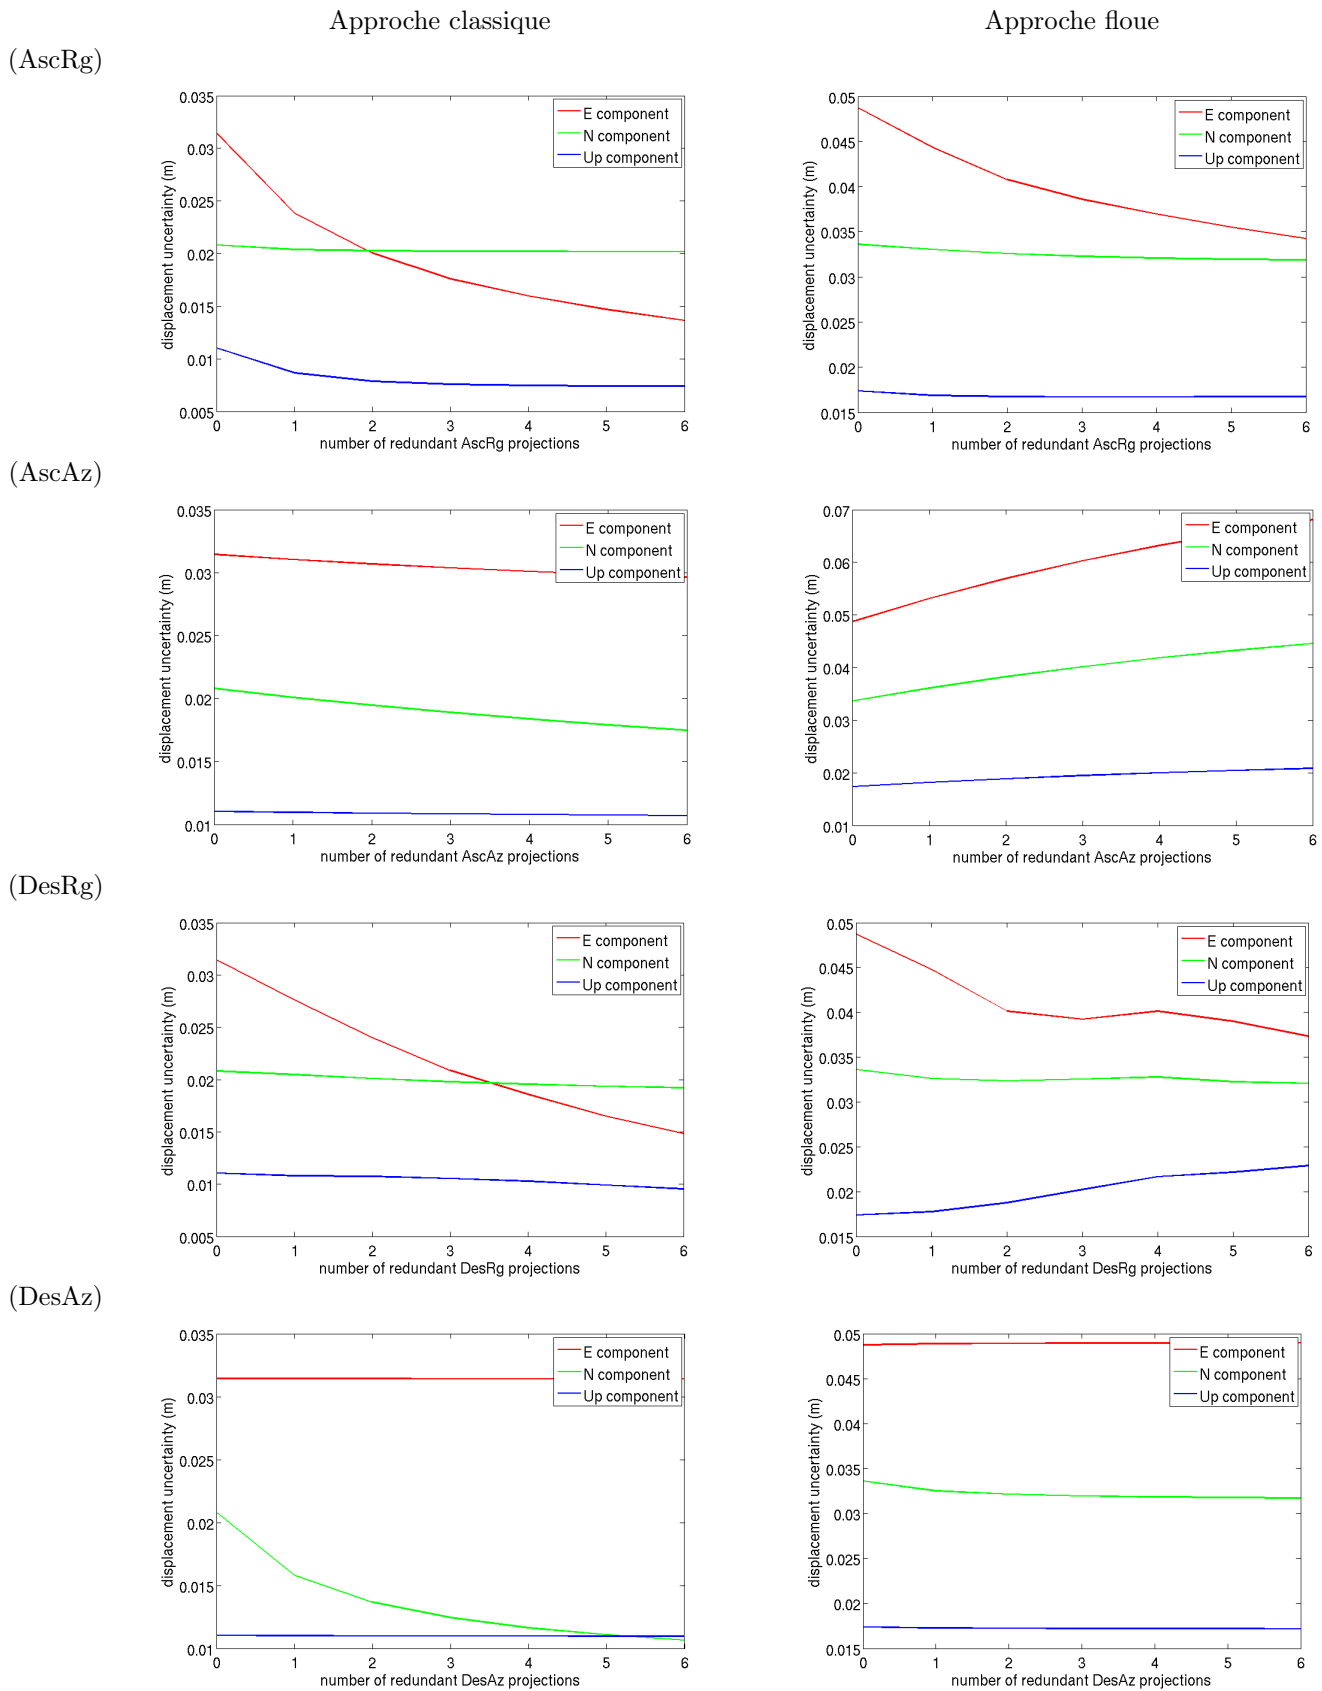 Approche classique
Approche floue
(AscRg)
0.035
0.03
0.025
0.02
0.015
0.01
0.005
displacement uncertainty (m)
E component
N component
Up component
0 1 2 3 4 5 6
number of redundant AscRg projections
0.05
0.045
0.04
0.035
0.03
0.025
0.02
0.015
displacement uncertainty (m)
E component
N component
Up component
0 1 2 3 4 5 6
number of redundant AscRg projections
(AscAz)
0.035
0.03
0.025
0.02
0.015
0.01
displacement uncertainty (m)
E component
N component
Up component
0 1 2 3 4 5 6
number of redundant AscAz projections
0.07
0.06
0.05
0.04
0.03
0.02
0.01
displacement uncertainty (m)
E component
N component
Up component
0 1 2 3 4 5 6
number of redundant AscAz projections
(DesRg)
0.035
0.03
0.025
0.02
0.015
0.01
0.005
displacement uncertainty (m)
E component
N component
Up component
0 1 2 3 4 5 6
number of redundant DesRg projections
0.05
0.045
0.04
0.035
0.03
0.025
0.02
0.015
displacement uncertainty (m)
E component
N component
Up component
0 1 2 3 4 5 6
number of redundant DesRg projections
(DesAz)
0.035
0.03
0.025
0.02
0.015
0.01
displacement uncertainty (m)
E component
N component
Up component
0 1 2 3 4 5 6
number of redundant DesAz projections
0.05
0.045
0.04
0.035
0.03
0.025
0.02
0.015
displacement uncertainty (m)
E component
N component
Up component
0 1 2 3 4 5 6
number of redundant DesAz projections